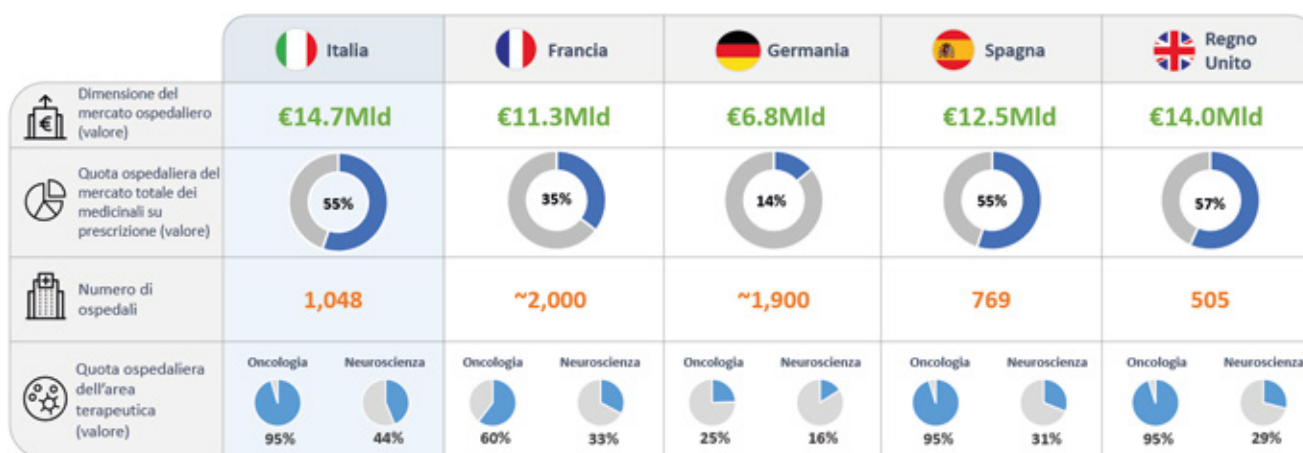 Italia
Francia
Germania
Spagna
Regno
Unito
Dimensione del
mercato ospedaliero
(valore)
€14.7Mld
€11.3Mld
€6.8Mld
€12.5Mld
€14.0Mld
Quota ospedaliera del
mercato totale dei
medicinali su
prescrizione (valore)
55%
35%
14%
55%
57%
Numero di
ospedali
1,048
~2,000
~1,900
769
505
Quota ospedaliera
dell'area
terapeutica
(valore)
Oncologia Neuroscienza
95% 44%
Oncologia Neuroscienza
60% 33%
Oncologia Neuroscienza
25% 16%
Oncologia Neuroscienza
95% 31%
Oncologia Neuroscienza
95% 29%